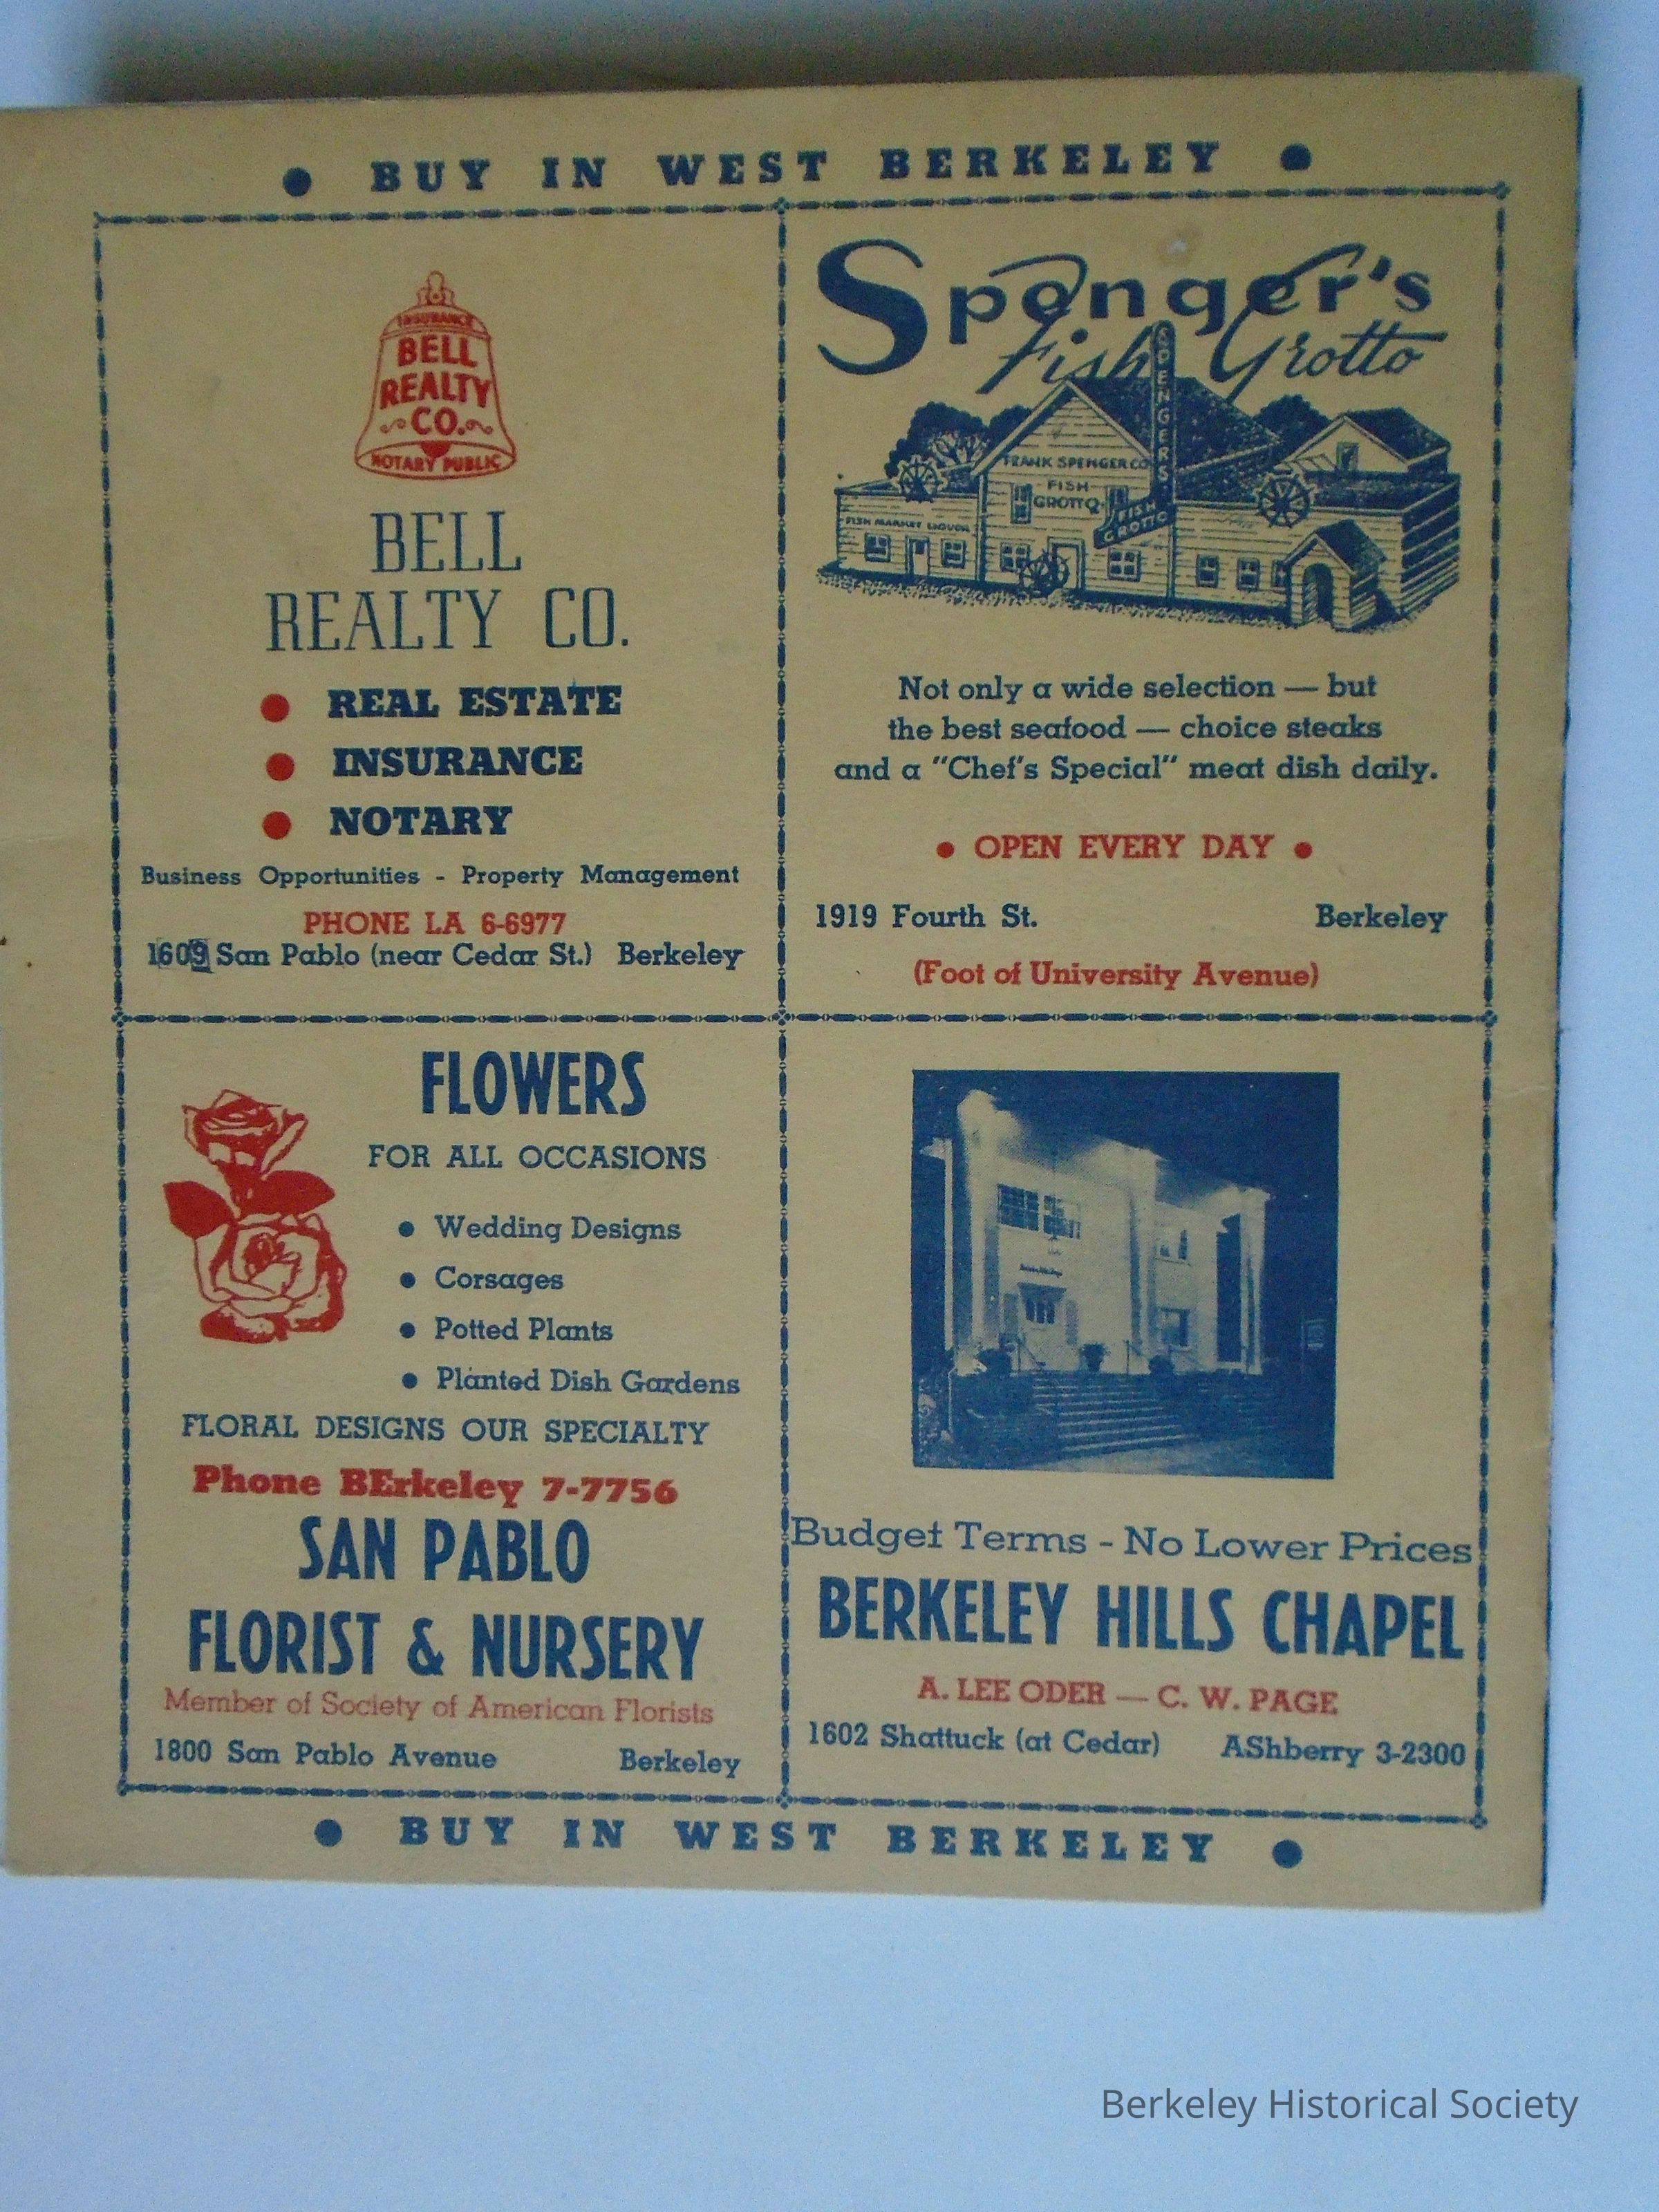 ● BUY IN WEST BERKELEY ●
INSURANCE
BELL
REALTY
CO.
NOTARY PUBLIC
BELL
REALTY CO.
● REAL ESTATE
● INSURANCE
● NOTARY
Business Opportunities - Property Management
PHONE LA 6-6977
1609 San Pablo (near Cedar St.) Berkeley
Spenger's
Fish Grotto
SPENGERS
FRANK SPENGER CO
FISH
GROTTO
FISH
GROTTO
FISH MARKET LIQUOR
Not only a wide selection — but
the best seafood — choice steaks
and a "Chef's Special" meat dish daily.
● OPEN EVERY DAY ●
1919 Fourth St. Berkeley
(Foot of University Avenue)
FLOWERS
FOR ALL OCCASIONS
● Wedding Designs
● Corsages
● Potted Plants
● Planted Dish Gardens
FLORAL DESIGNS OUR SPECIALTY
Phone BErkeley 7-7756
SAN PABLO
FLORIST & NURSERY
Member of Society of American Florists
1800 San Pablo Avenue Berkeley
Budget Terms - No Lower Prices
BERKELEY HILLS CHAPEL
A. LEE ODER — C. W. PAGE
1602 Shattuck (at Cedar) AShberry 3-2300
● BUY IN WEST BERKELEY ●
Berkeley Historical Society